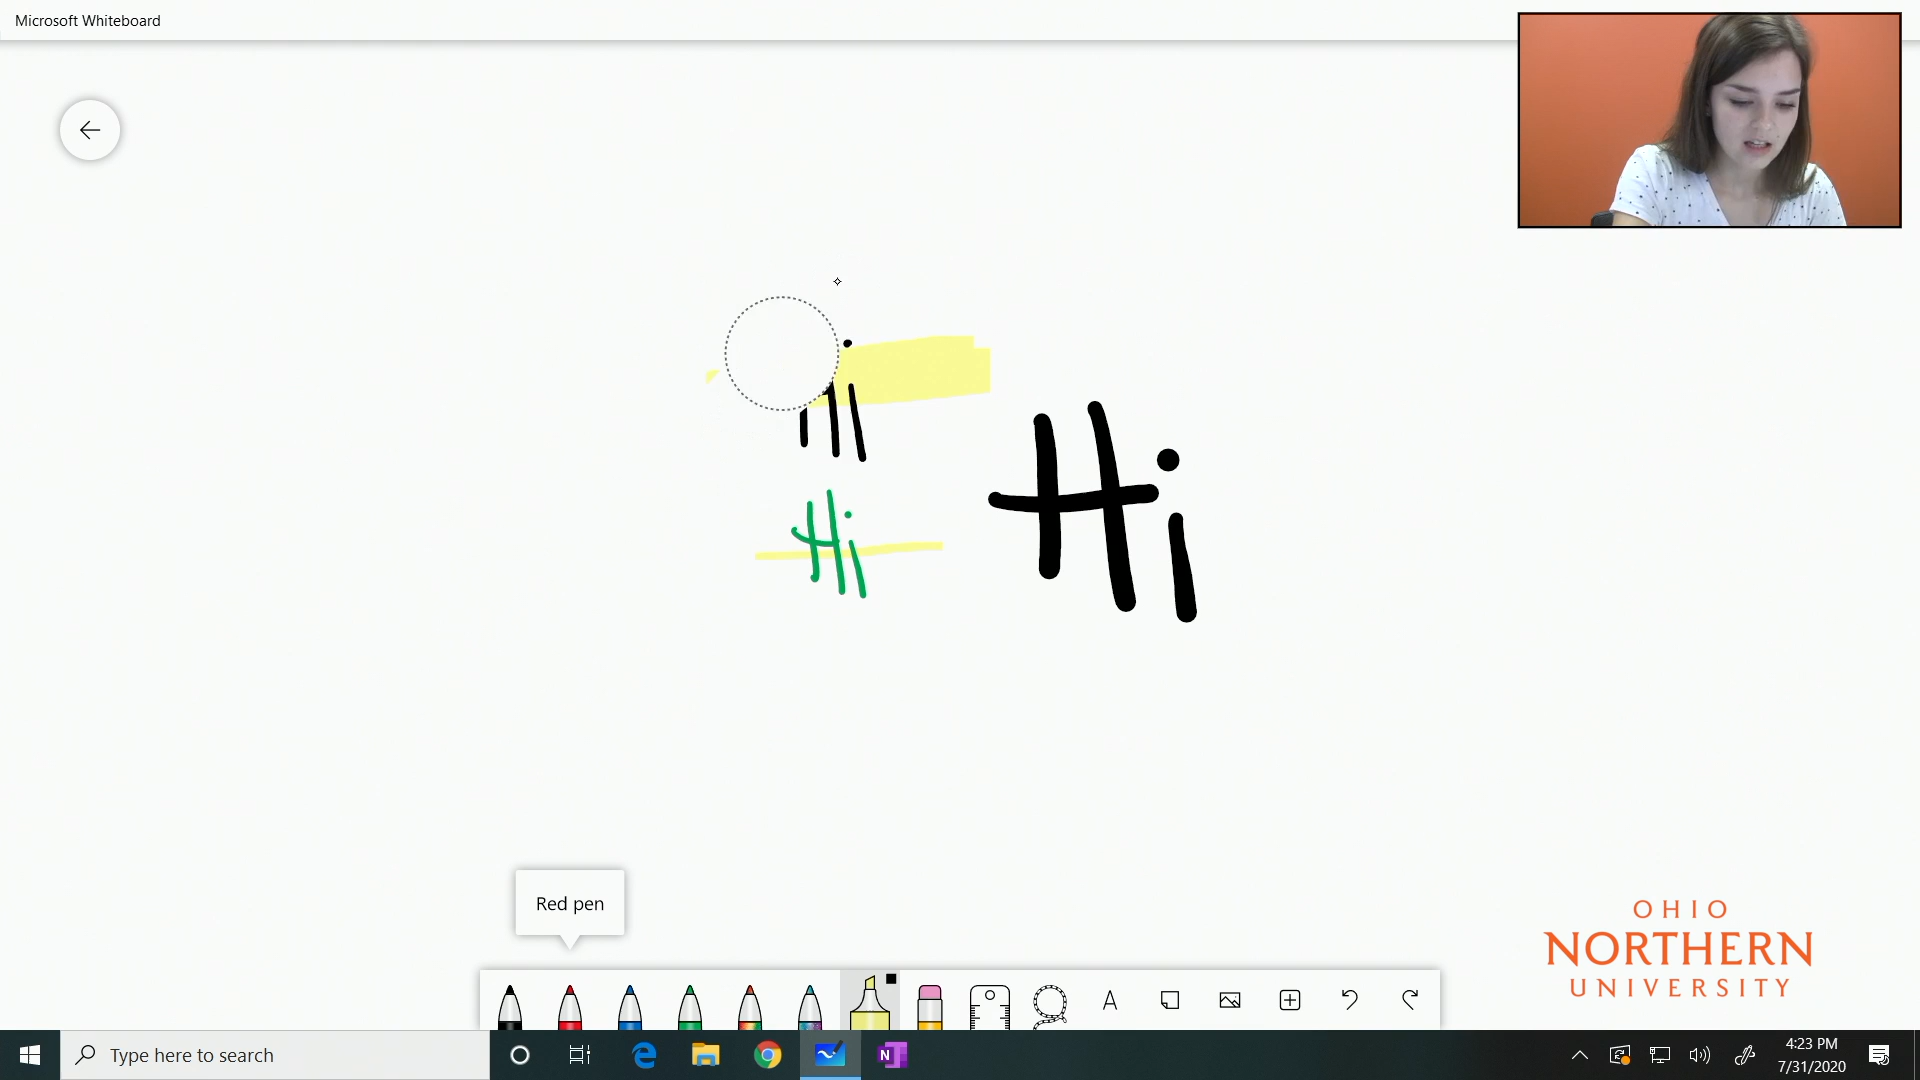 Microsoft Whiteboard
Hi
Hi
Red pen
OHIO
NORTHERN
UNIVERSITY
A
Type here to search
N
4:23 PM
7/31/2020